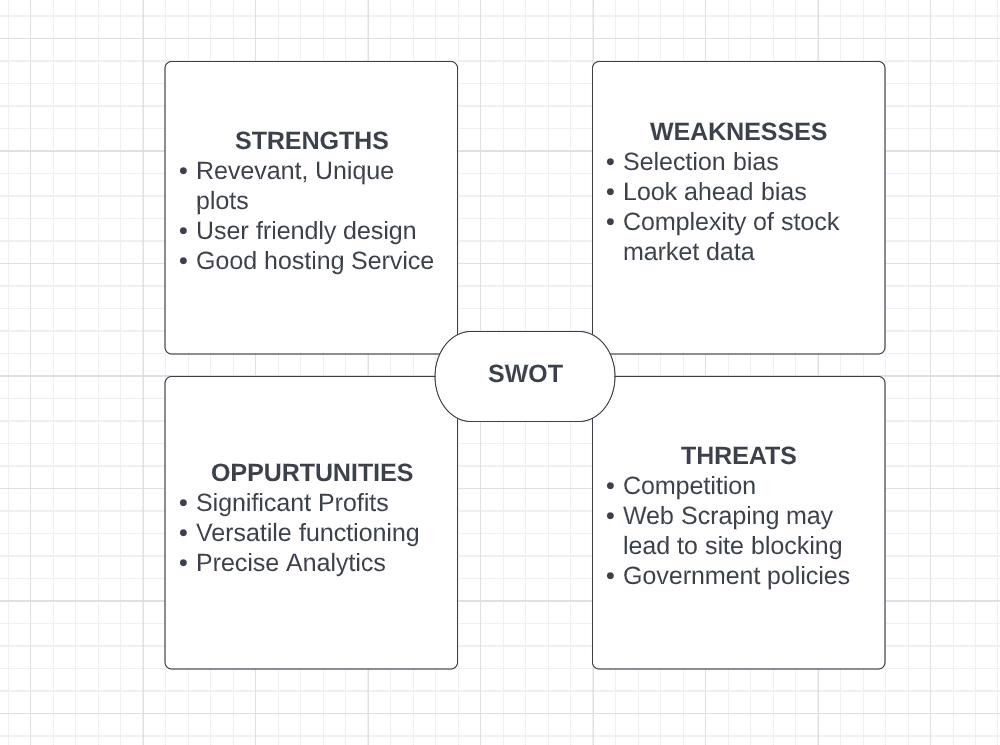 STRENGTHS
• Revevant, Unique
plots
• User friendly design
• Good hosting Service
WEAKNESSES
• Selection bias
• Look ahead bias
• Complexity of stock
market data
SWOT
OPPURTUNITIES
• Significant Profits
• Versatile functioning
• Precise Analytics
THREATS
• Competition
• Web Scraping may
lead to site blocking
• Government policies